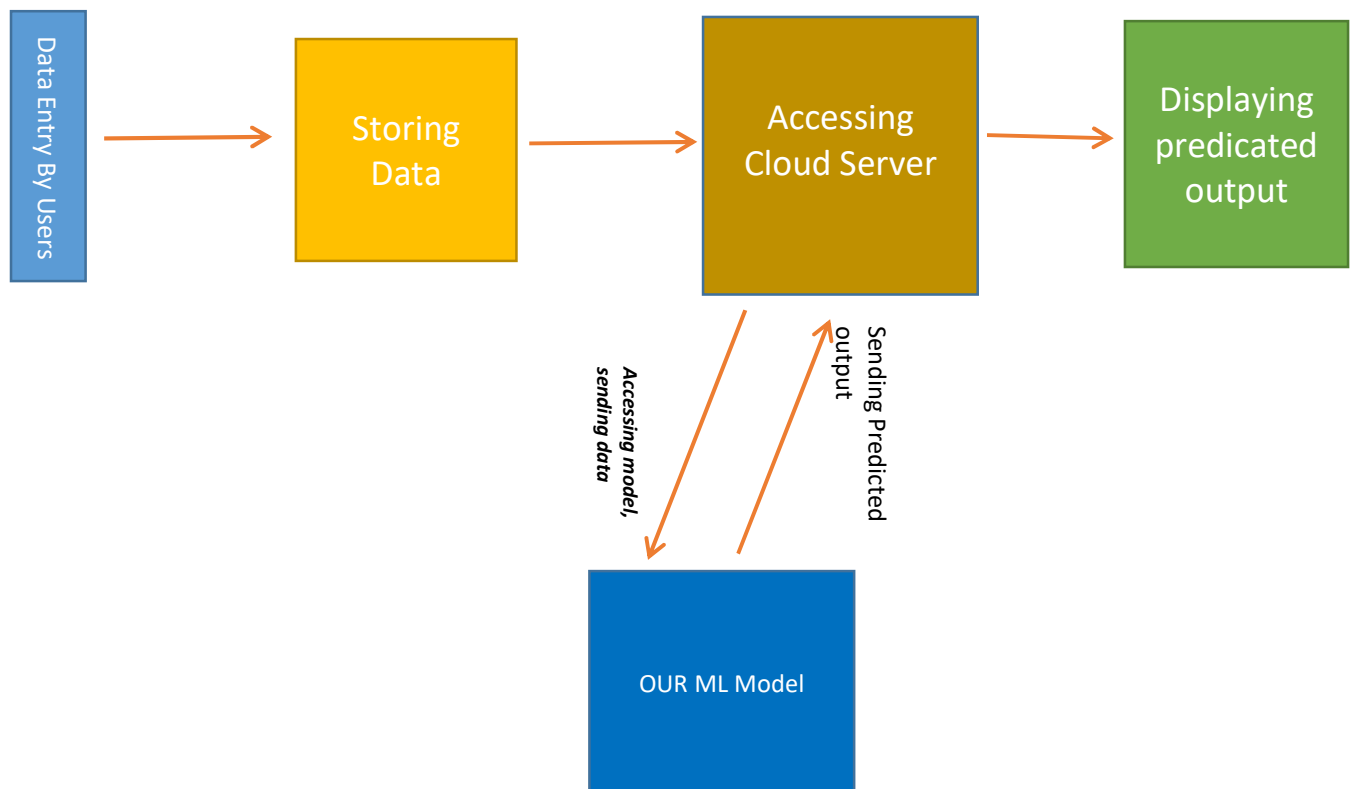 Data Entry By Users
Storing
Data
Accessing
Cloud Server
Displaying
predicated
output
Accessing model,
sending data
Sending Predicted
output
OUR ML Model